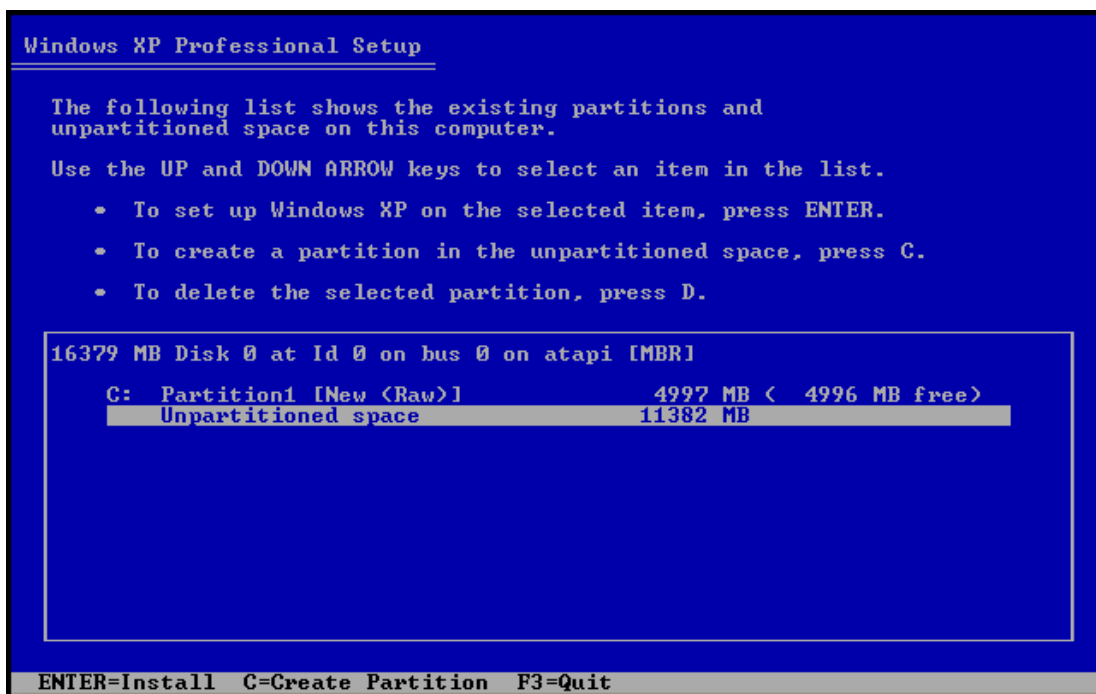 Windows XP Professional Setup
The following list shows the existing partitions and
unpartitioned space on this computer.
Use the UP and DOWN ARROW keys to select an item in the list.
• To set up Windows XP on the selected item, press ENTER.
• To create a partition in the unpartitioned space, press C.
• To delete the selected partition, press D.
16379 MB Disk 0 at Id 0 on bus 0 on atapi [MBR]
C: Partition1 [New (Raw)] 4997 MB ( 4996 MB free)
Unpartitioned space 11382 MB
ENTER=Install C=Create Partition F3=Quit